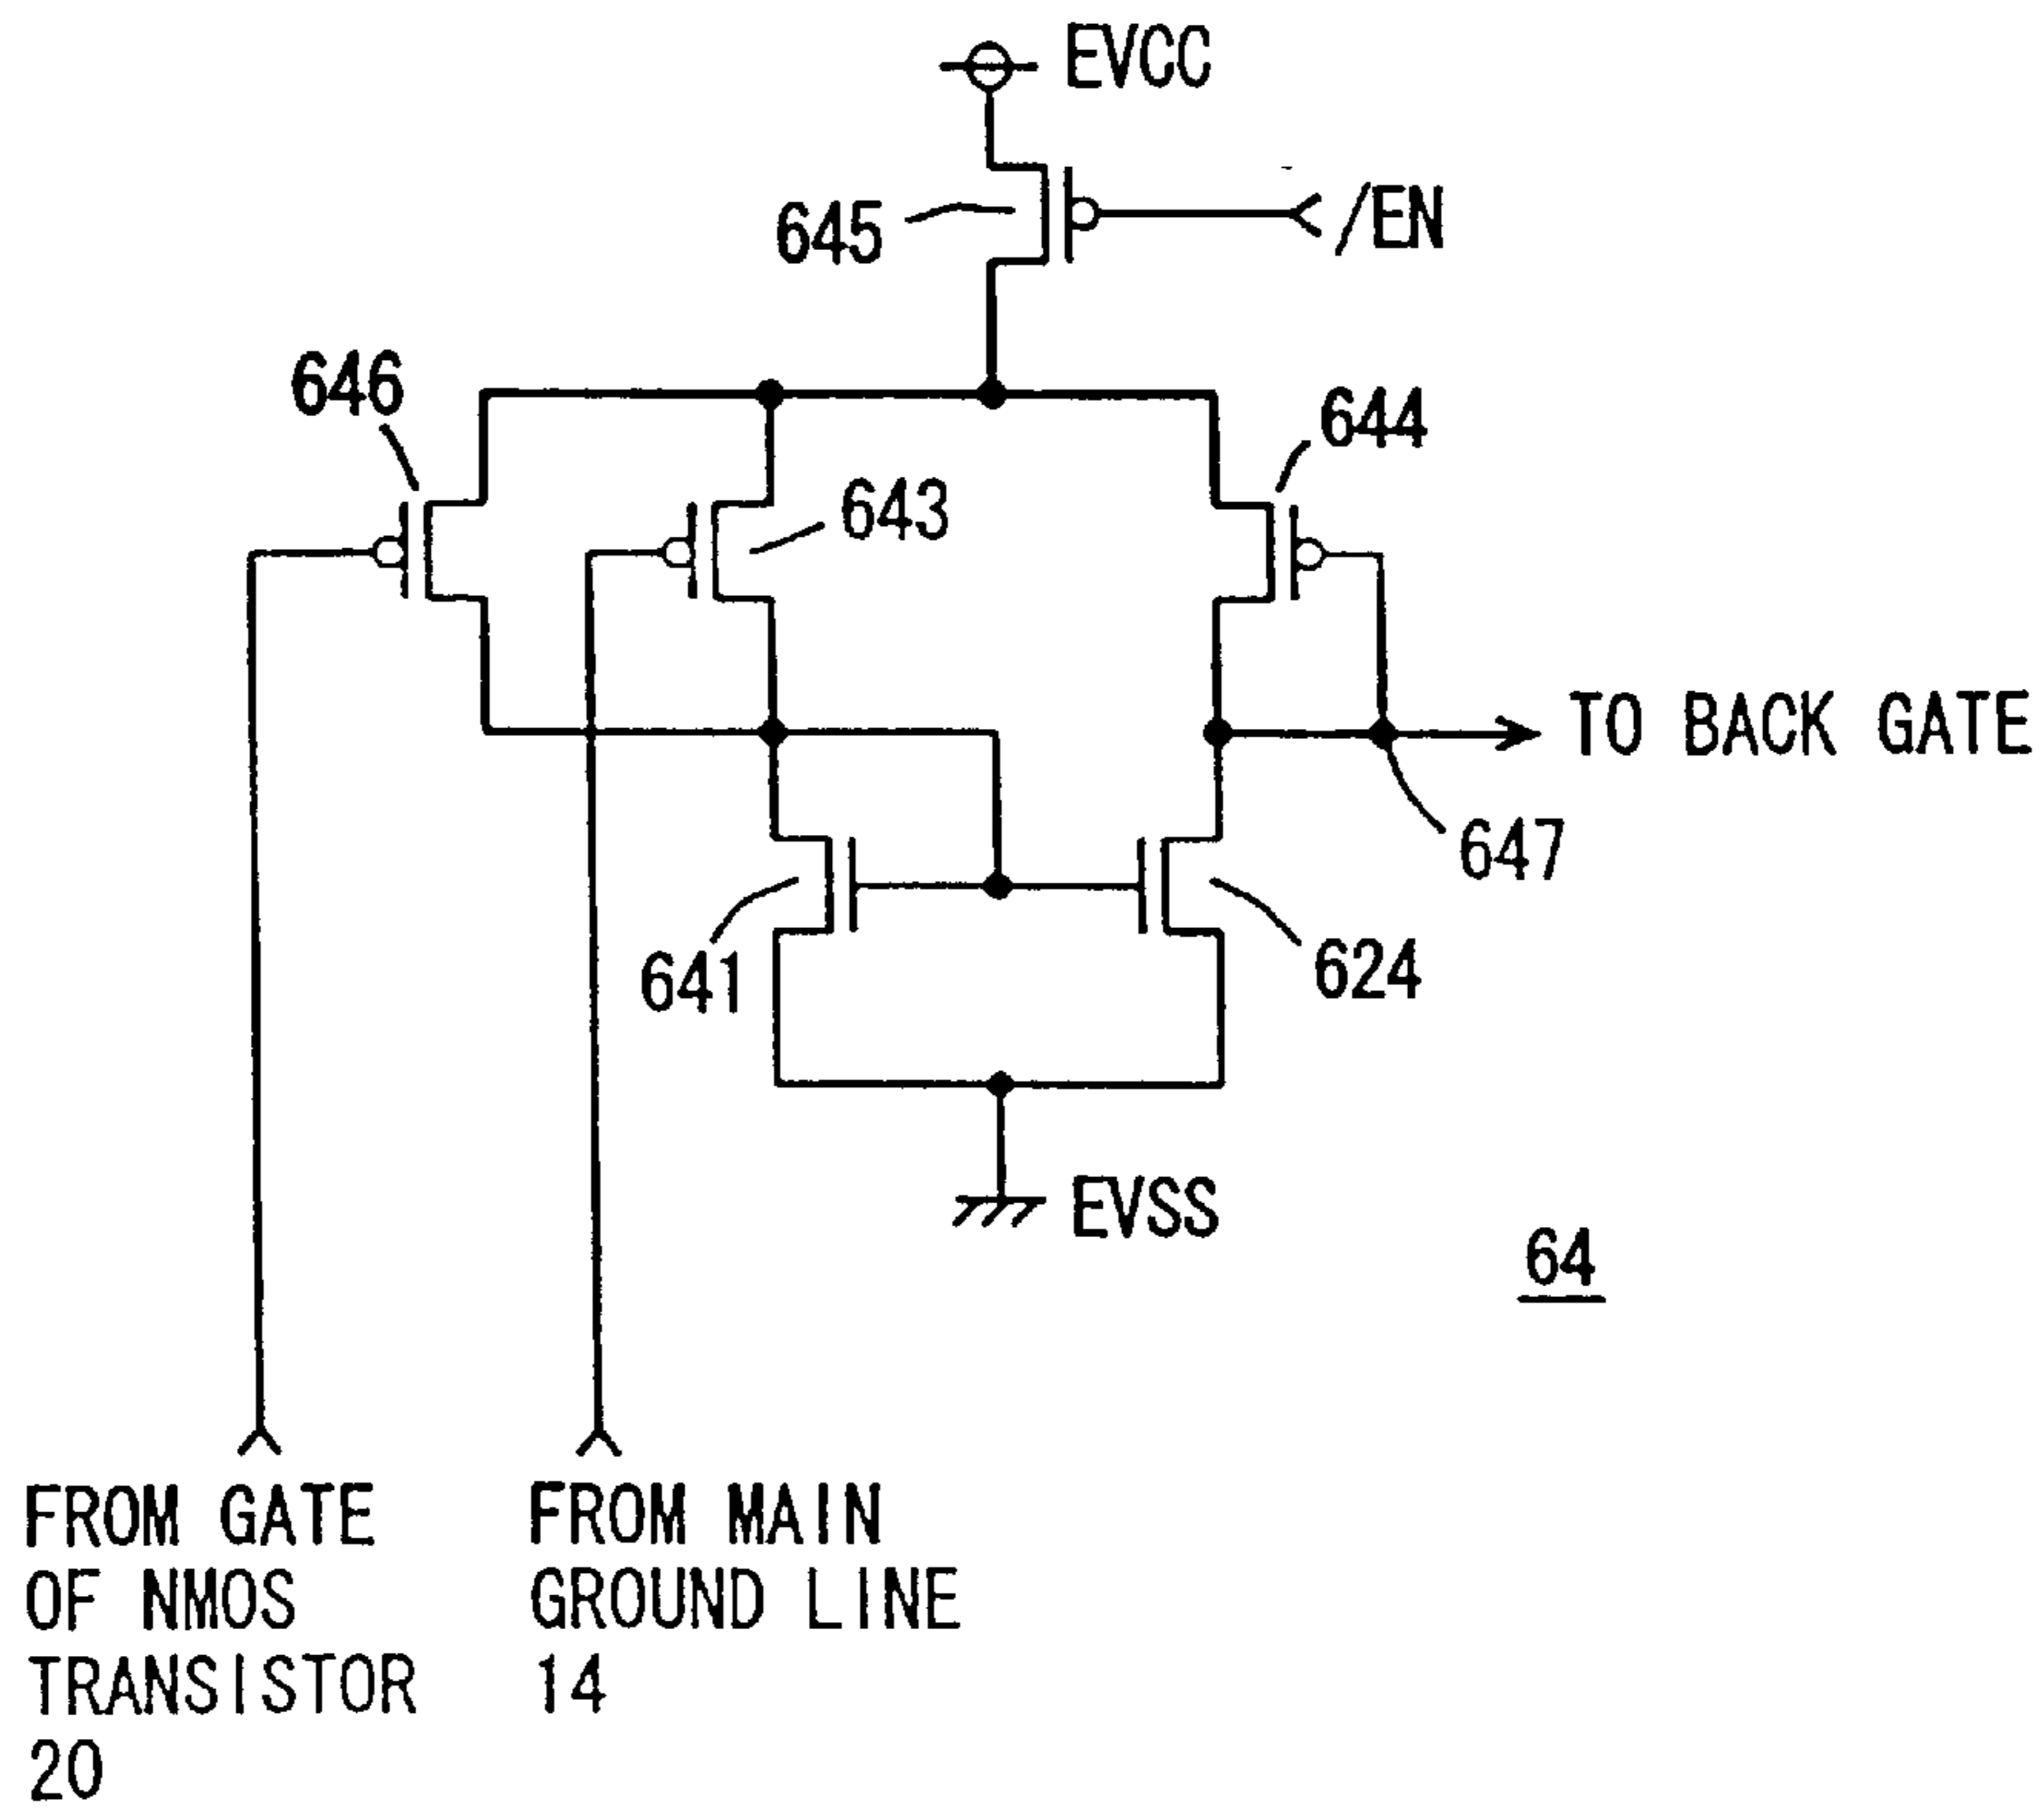 EVCC
645
/EN
646
644
643
TO BACK GATE
647
641
624
EVSS
64
FROM GATE
OF NMOS
TRANSISTOR
20
FROM MAIN
GROUND LINE
14